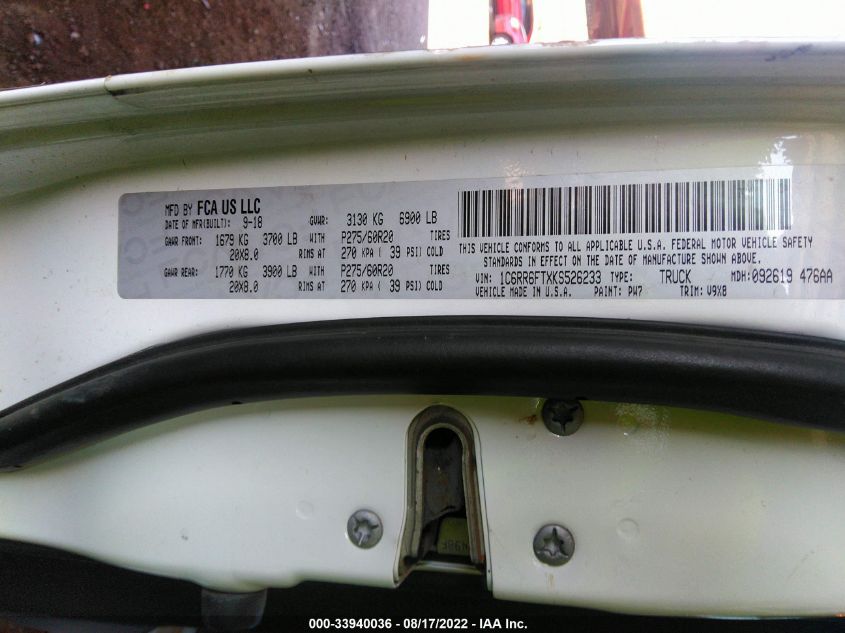 MFD BY FCA US LLC
DATE OF MFR(BUILT): 9-18 GVWR: 3130 KG 6900 LB
GAWR FRONT: 1679 KG 3700 LB WITH P275/60R20 TIRES
20X8.0 RIMS AT 270 KPA ( 39 PSI) COLD
GAWR REAR: 1770 KG 3900 LB WITH P275/60R20 TIRES
20X8.0 RIMS AT 270 KPA ( 39 PSI) COLD
THIS VEHICLE CONFORMS TO ALL APPLICABLE U.S.A. FEDERAL MOTOR VEHICLE SAFETY
STANDARDS IN EFFECT ON THE DATE OF MANUFACTURE SHOWN ABOVE.
VIN: 1C6RR6FTXKS526233 TYPE: TRUCK MDH: 092619 476AA
VEHICLE MADE IN U.S.A. PAINT: PW7 TRIM: V9X8
000-33940036 - 08/17/2022 - IAA Inc.